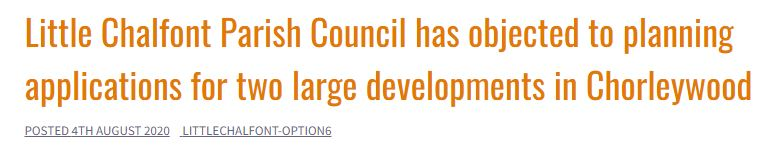 Little Chalfont Parish Council has objected to planning
applications for two large developments in Chorleywood
POSTED 4TH AUGUST 2020 LITTLECHALFONT-OPTION6